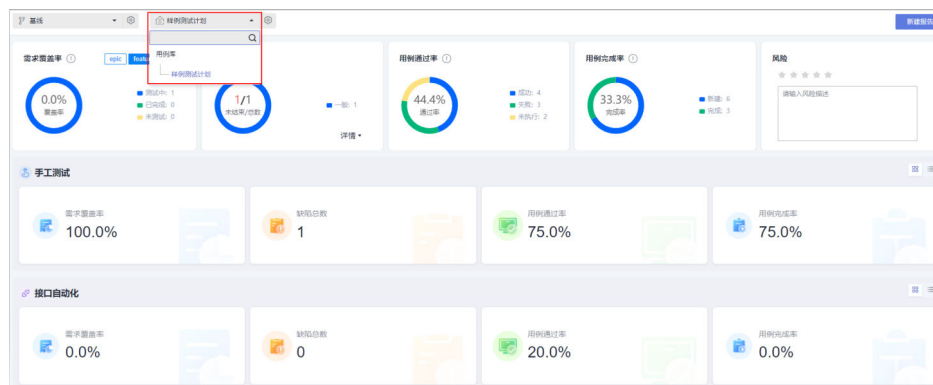 基线
样例测试计划
新建报告
用例库
样例测试计划
需求覆盖率
epic
0.0%
覆盖率
测试中: 1
已完成: 0
未测试: 0
1/1
未结束/总数
一般: 1
详情
用例通过率
44.4%
通过率
成功: 4
失败: 3
未执行: 2
用例完成率
33.3%
完成率
新建: 6
完成: 3
风险
请输入风险描述
手工测试
需求覆盖率
100.0%
缺陷总数
1
用例通过率
75.0%
用例完成率
75.0%
接口自动化
需求覆盖率
0.0%
缺陷总数
0
用例通过率
20.0%
用例完成率
0.0%